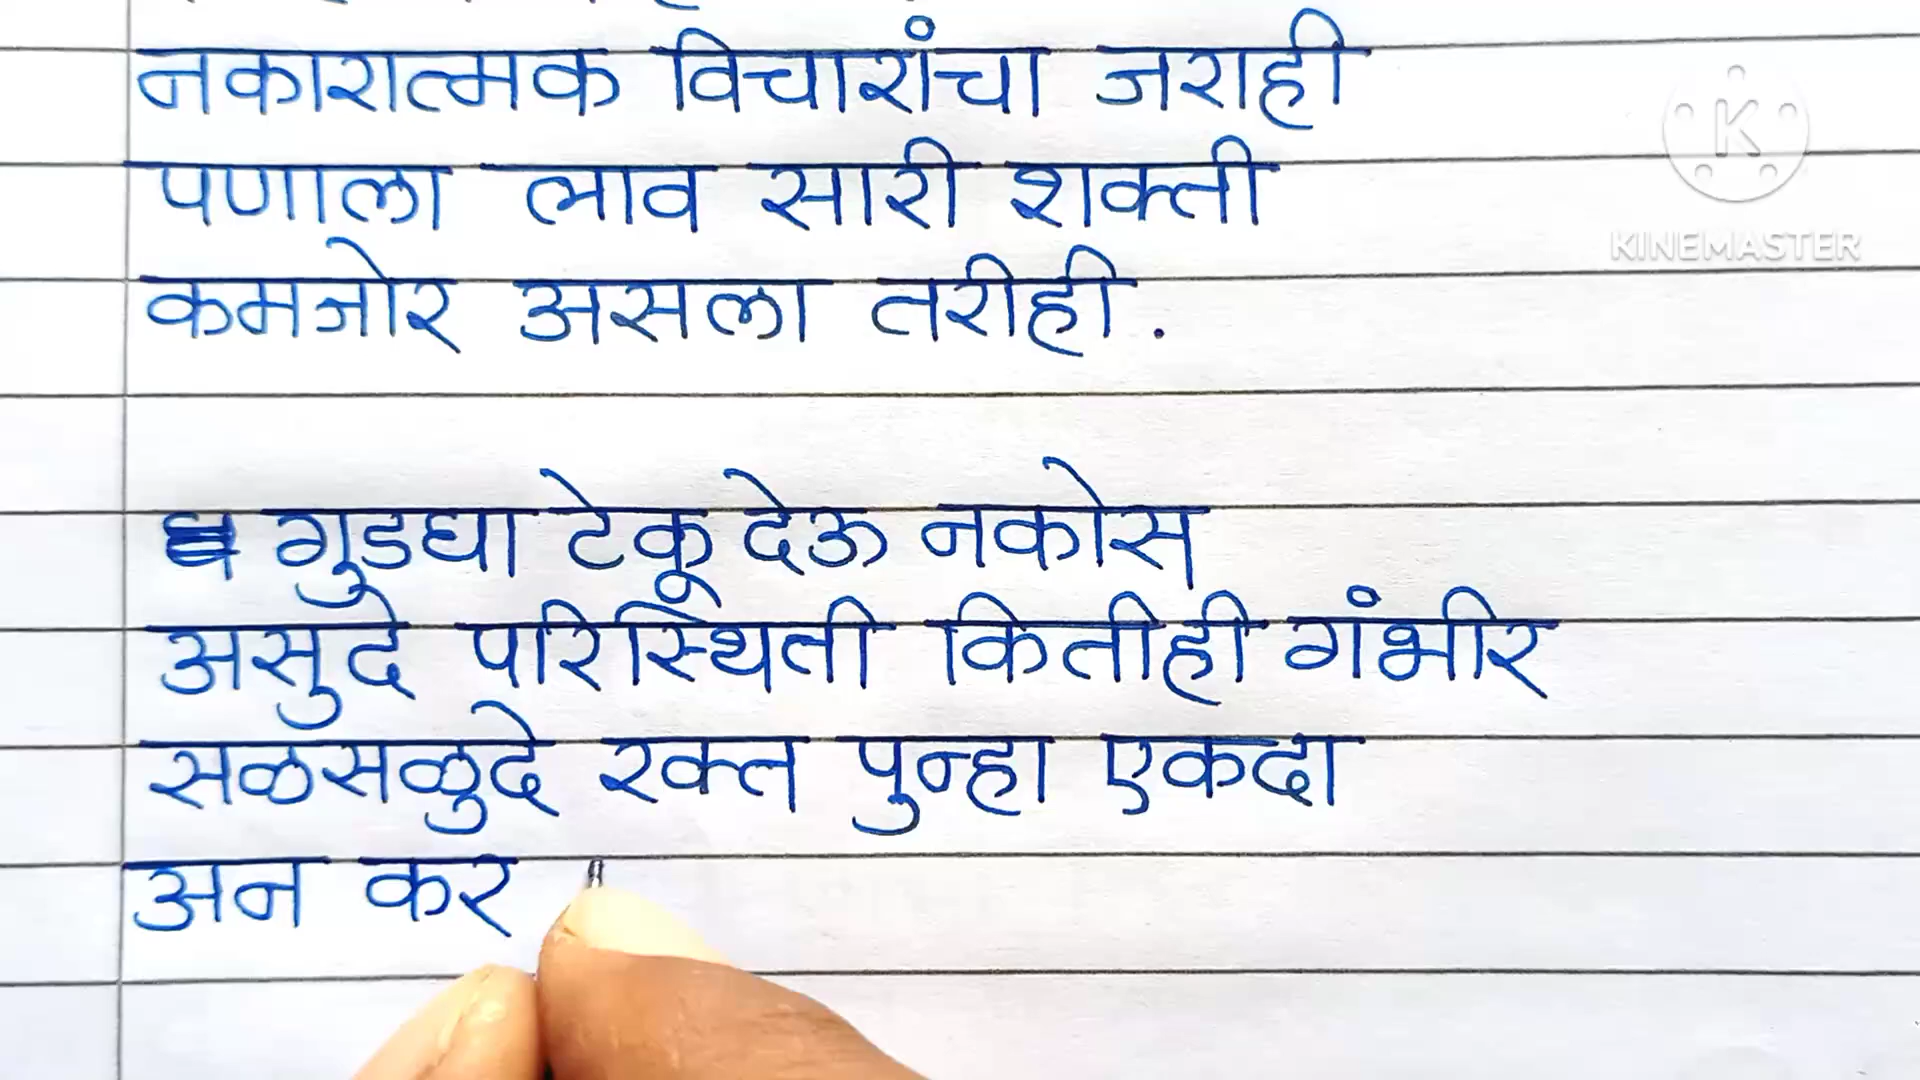 नकारात्मक विचारांचा जराही
पणाला लाव सारी शक्ती
कमजोर असला तरीही.
गुडघा टेकू देऊ नकोस
असुदे परिस्थिती कितीही गंभीर
सळसळुदे रक्त पुन्हा एकदा
अन कर
K
KINEMASTER